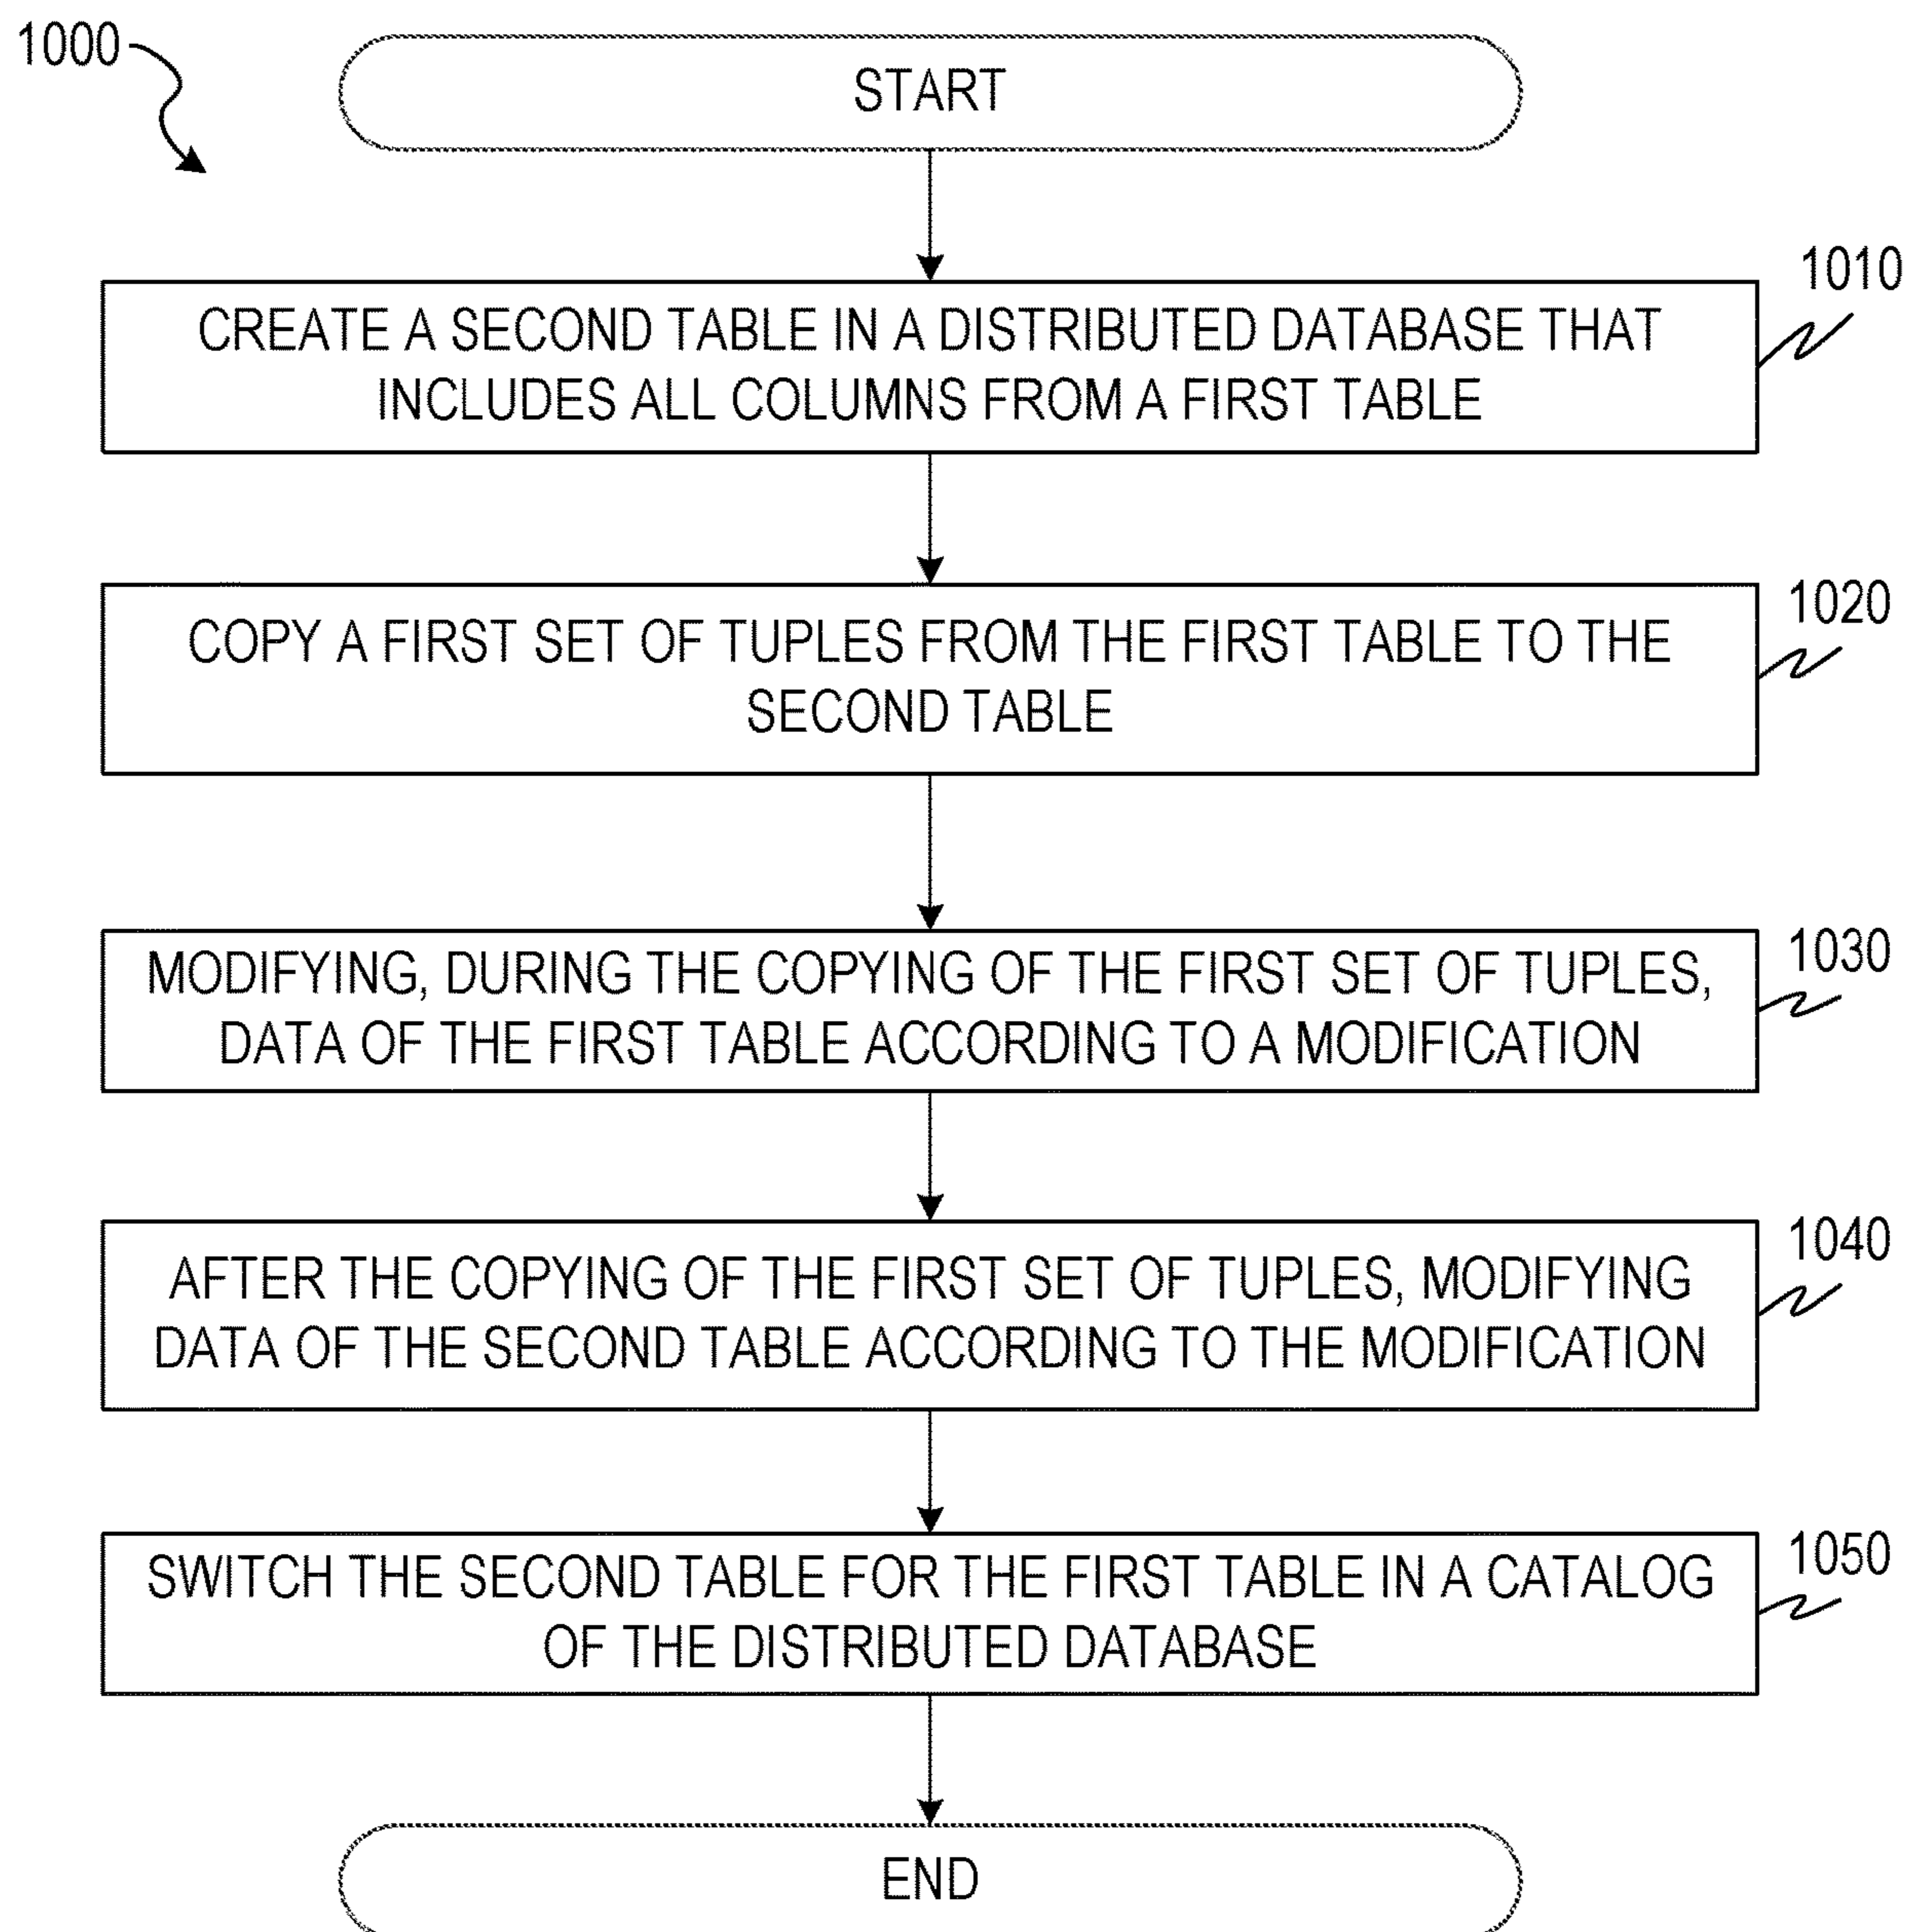 1000
START
1010
CREATE A SECOND TABLE IN A DISTRIBUTED DATABASE THAT
INCLUDES ALL COLUMNS FROM A FIRST TABLE
1020
COPY A FIRST SET OF TUPLES FROM THE FIRST TABLE TO THE
SECOND TABLE
1030
MODIFYING, DURING THE COPYING OF THE FIRST SET OF TUPLES,
DATA OF THE FIRST TABLE ACCORDING TO A MODIFICATION
1040
AFTER THE COPYING OF THE FIRST SET OF TUPLES, MODIFYING
DATA OF THE SECOND TABLE ACCORDING TO THE MODIFICATION
1050
SWITCH THE SECOND TABLE FOR THE FIRST TABLE IN A CATALOG
OF THE DISTRIBUTED DATABASE
END